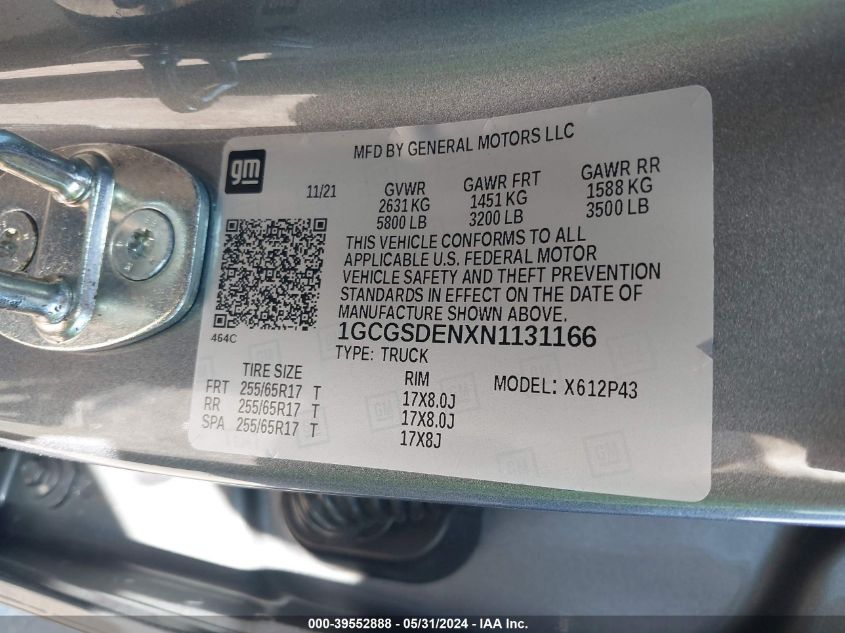 gm
MFD BY GENERAL MOTORS LLC
11/21
GVWR GAWR FRT GAWR RR
2631 KG 1451 KG 1588 KG
5800 LB 3200 LB 3500 LB
THIS VEHICLE CONFORMS TO ALL
APPLICABLE U.S. FEDERAL MOTOR
VEHICLE SAFETY AND THEFT PREVENTION
STANDARDS IN EFFECT ON THE DATE OF
MANUFACTURE SHOWN ABOVE.
464C
1GCGSDENXN1131166
TYPE: TRUCK
TIRE SIZE RIM MODEL: X612P43
FRT 255/65R17 T 17X8.0J
RR 255/65R17 T 17X8.0J
SPA 255/65R17 T 17X8J
000-39552888 - 05/31/2024 - IAA Inc.